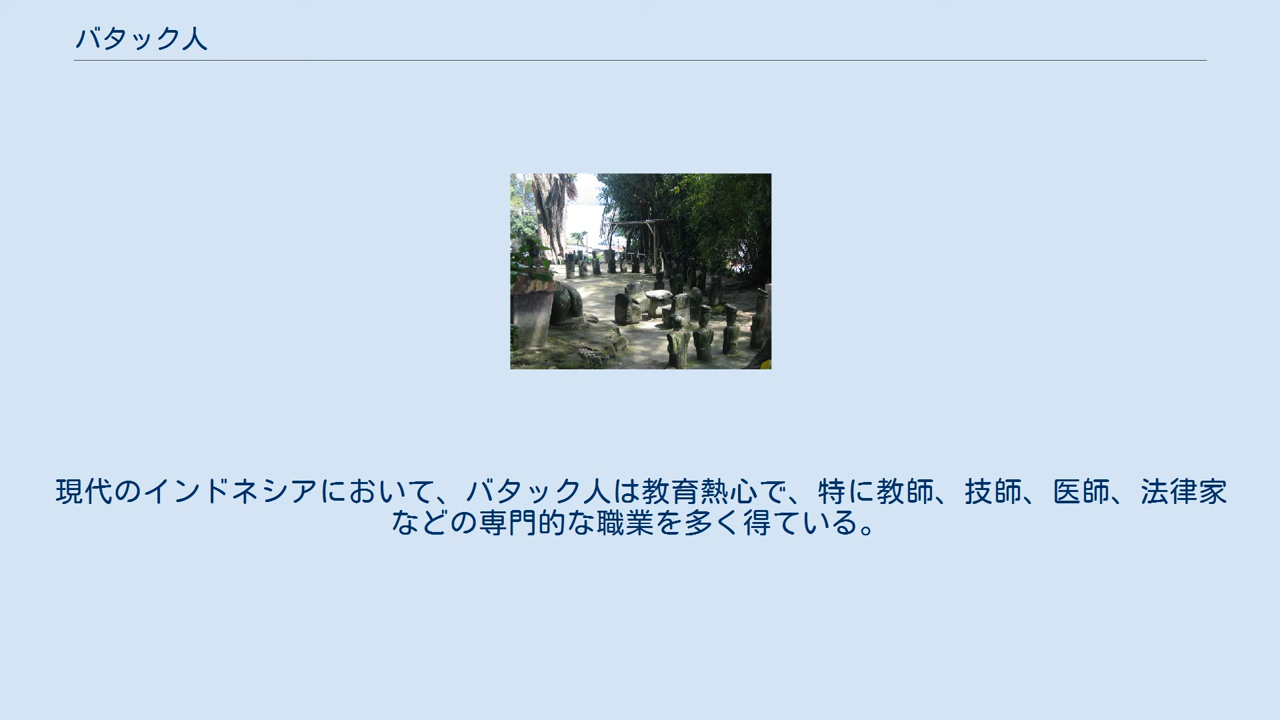 バタック人
現代のインドネシアにおいて、バタック人は教育熱心で、特に教師、技師、医師、法律家
などの専門的な職業を多く得ている。